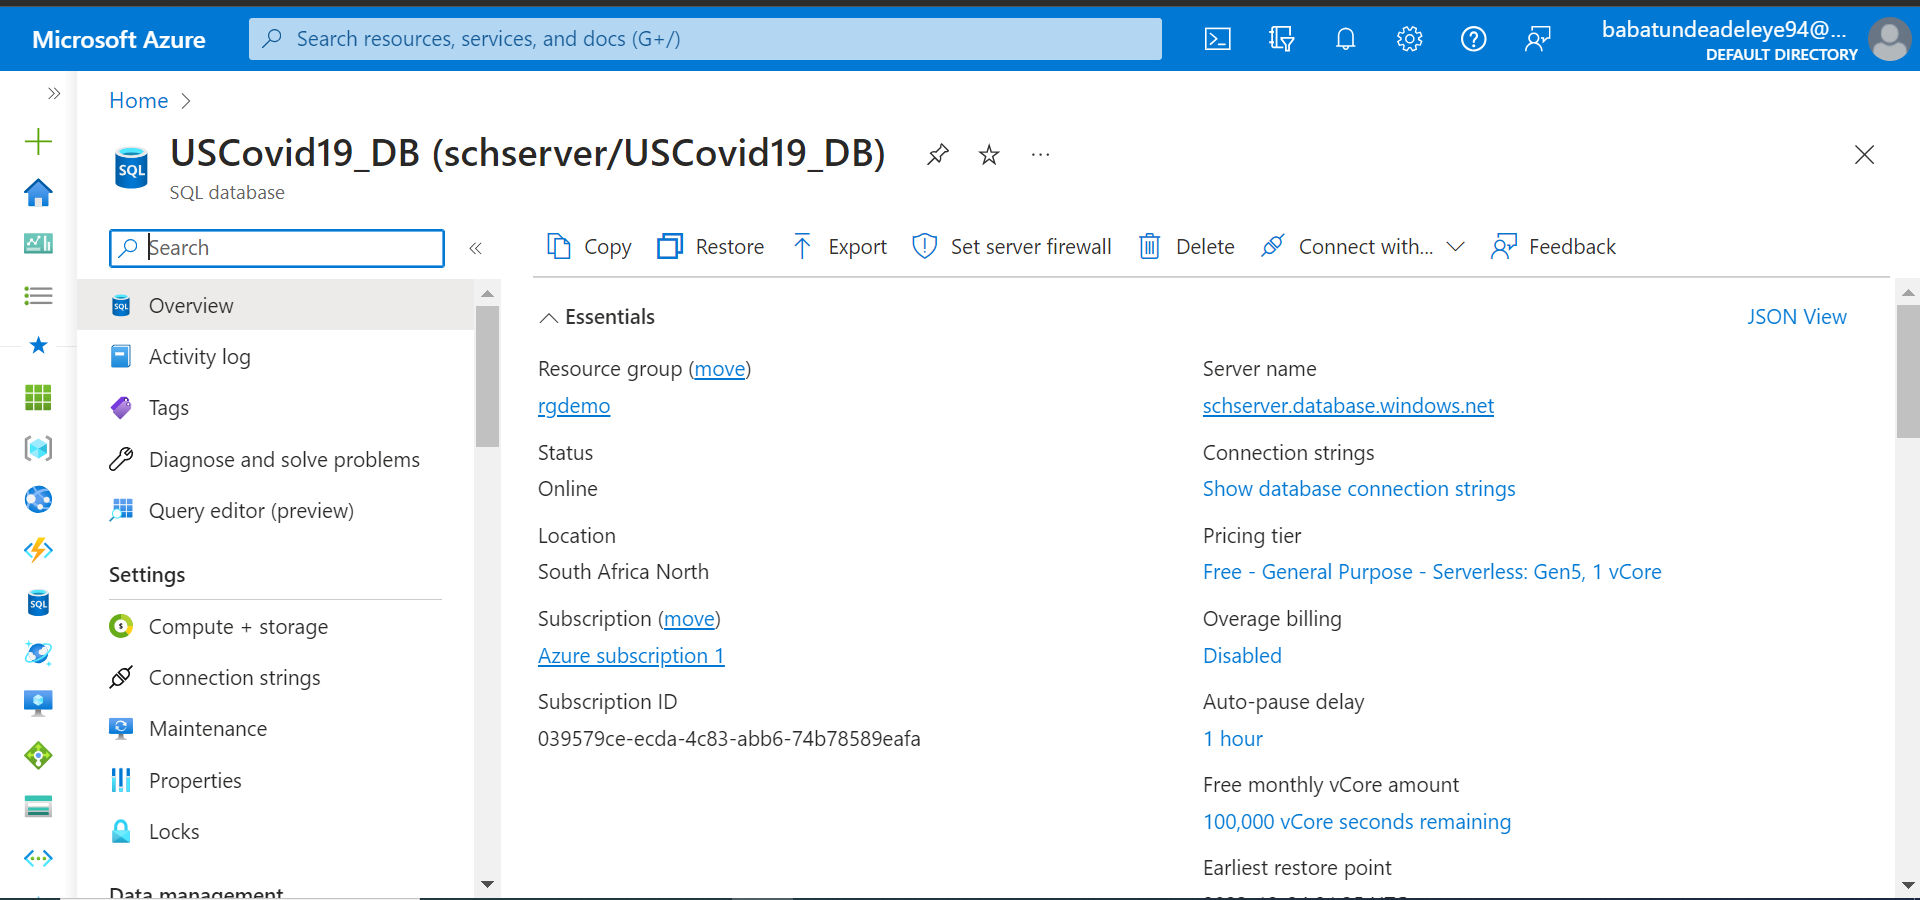 Microsoft Azure
Search resources, services, and docs (G+/)
babatundeadeleye94@...
DEFAULT DIRECTORY
Home
USCovid19_DB (schserver/USCovid19_DB)
SQL
SQL database
Search
Copy
Restore
Export
Set server firewall
Delete
Connect with...
Feedback
Overview
Activity log
Tags
Diagnose and solve problems
Query editor (preview)
Settings
Compute + storage
Connection strings
Maintenance
Properties
Locks
Data management
Essentials
JSON View
Resource group (move)
rgdemo
Status
Online
Location
South Africa North
Subscription (move)
Azure subscription 1
Subscription ID
039579ce-ecda-4c83-abb6-74b78589eafa
Server name
schserver.database.windows.net
Connection strings
Show database connection strings
Pricing tier
Free - General Purpose - Serverless: Gen5, 1 vCore
Overage billing
Disabled
Auto-pause delay
1 hour
Free monthly vCore amount
100,000 vCore seconds remaining
Earliest restore point